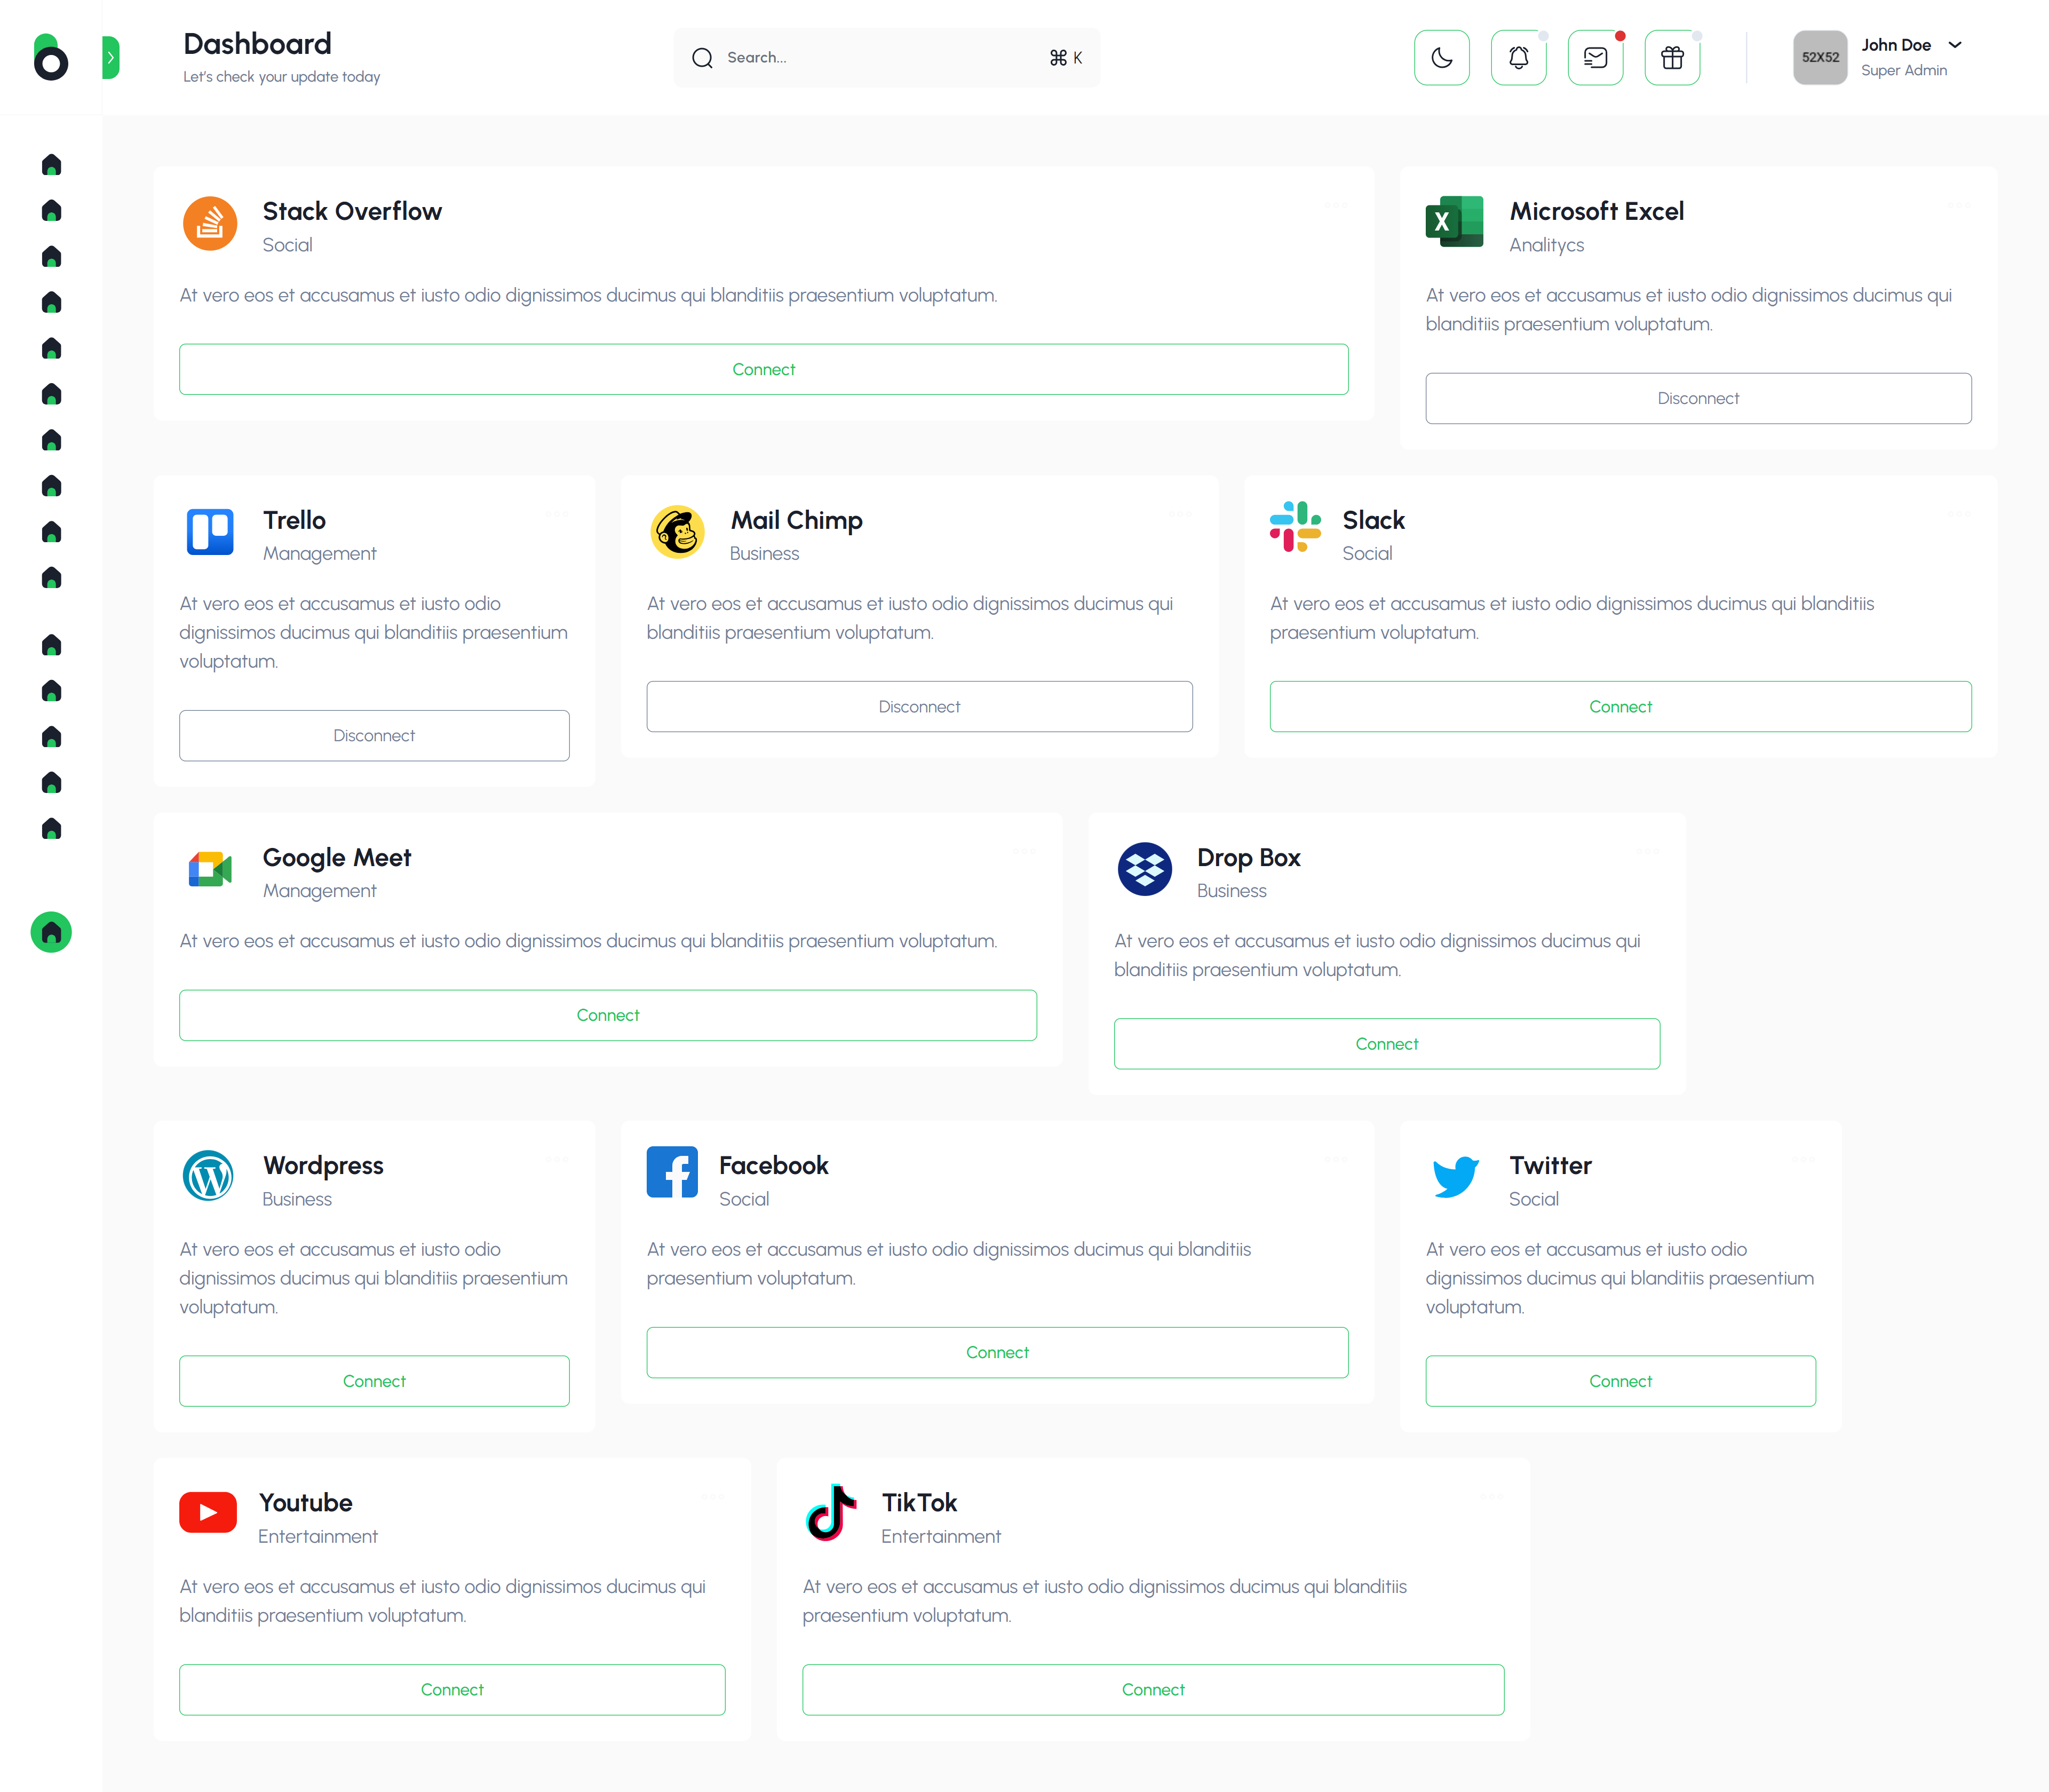 Dashboard
Let's check your update today
Search...
⌘ K
52X52
John Doe
Super Admin
Stack Overflow
Social
At vero eos et accusamus et iusto odio dignissimos ducimus qui blanditiis praesentium voluptatum.
Connect
X
Microsoft Excel
Analitycs
At vero eos et accusamus et iusto odio dignissimos ducimus qui
blanditiis praesentium voluptatum.
Disconnect
Trello
Management
At vero eos et accusamus et iusto odio
dignissimos ducimus qui blanditiis praesentium
voluptatum.
Disconnect
Mail Chimp
Business
At vero eos et accusamus et iusto odio dignissimos ducimus qui
blanditiis praesentium voluptatum.
Disconnect
Slack
Social
At vero eos et accusamus et iusto odio dignissimos ducimus qui blanditiis
praesentium voluptatum.
Connect
Google Meet
Management
At vero eos et accusamus et iusto odio dignissimos ducimus qui blanditiis praesentium voluptatum.
Connect
Drop Box
Business
At vero eos et accusamus et iusto odio dignissimos ducimus qui
blanditiis praesentium voluptatum.
Connect
Wordpress
Business
At vero eos et accusamus et iusto odio
dignissimos ducimus qui blanditiis praesentium
voluptatum.
Connect
Facebook
Social
At vero eos et accusamus et iusto odio dignissimos ducimus qui blanditiis
praesentium voluptatum.
Connect
Twitter
Social
At vero eos et accusamus et iusto odio
dignissimos ducimus qui blanditiis praesentium
voluptatum.
Connect
Youtube
Entertainment
At vero eos et accusamus et iusto odio dignissimos ducimus qui
blanditiis praesentium voluptatum.
Connect
TikTok
Entertainment
At vero eos et accusamus et iusto odio dignissimos ducimus qui blanditiis
praesentium voluptatum.
Connect